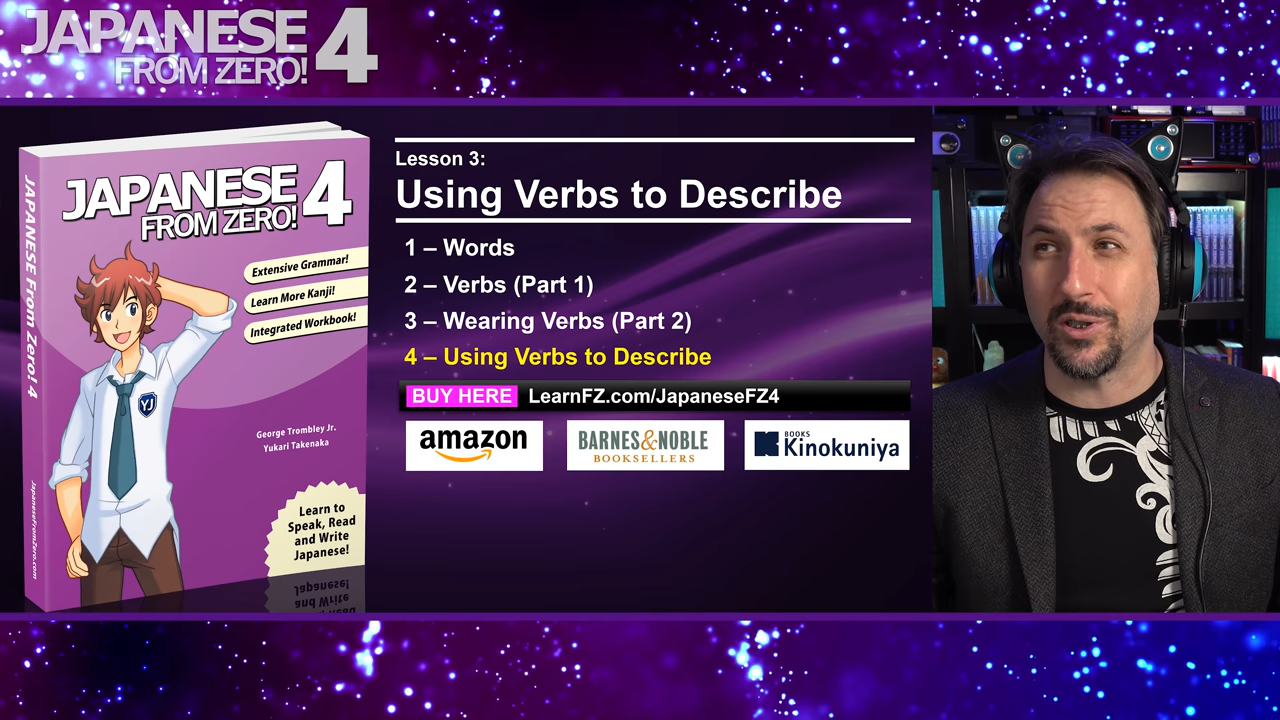 JAPANESE
FROM ZERO! 4
JAPANESE
FROM ZERO! 4
Extensive Grammar!
Learn More Kanji!
Integrated Workbook!
YJ
George Trombley Jr.
Yukari Takenaka
Learn to
Speak, Read
and Write
Japanese!
JAPANESE From Zero! 4
JapaneseFromZero.com
Lesson 3:
Using Verbs to Describe
1 – Words
2 – Verbs (Part 1)
3 – Wearing Verbs (Part 2)
4 – Using Verbs to Describe
BUY HERE LearnFZ.com/JapaneseFZ4
amazon
BARNES&NOBLE
BOOKSELLERS
BOOKS
Kinokuniya